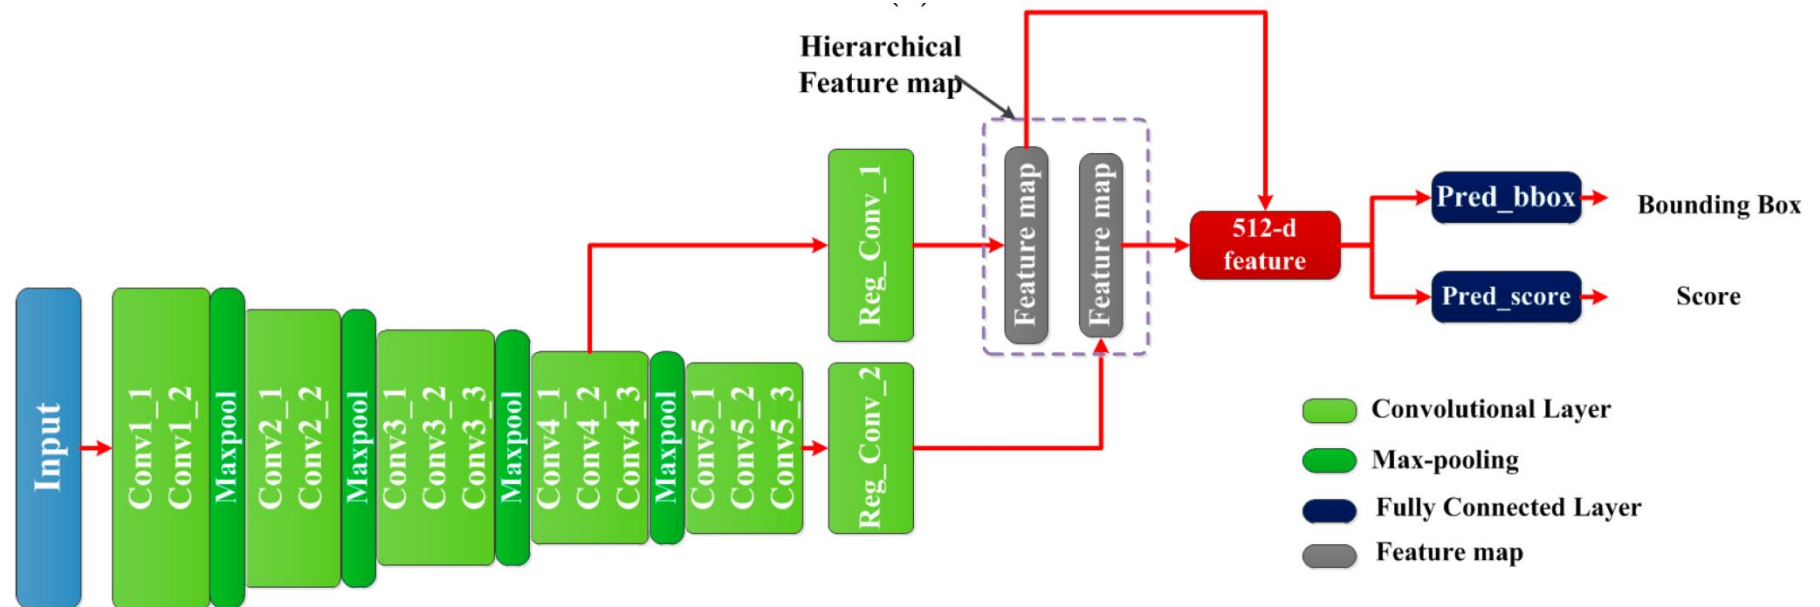 Hierarchical
Feature map
Input
Conv1_1
Conv1_2
Maxpool
Conv2_1
Conv2_2
Maxpool
Conv3_1
Conv3_2
Conv3_3
Maxpool
Conv4_1
Conv4_2
Conv4_3
Maxpool
Conv5_1
Conv5_2
Conv5_3
Reg_Conv_1
Reg_Conv_2
Feature map
Feature map
512-d
feature
Pred_bbox
Bounding Box
Pred_score
Score
Convolutional Layer
Max-pooling
Fully Connected Layer
Feature map